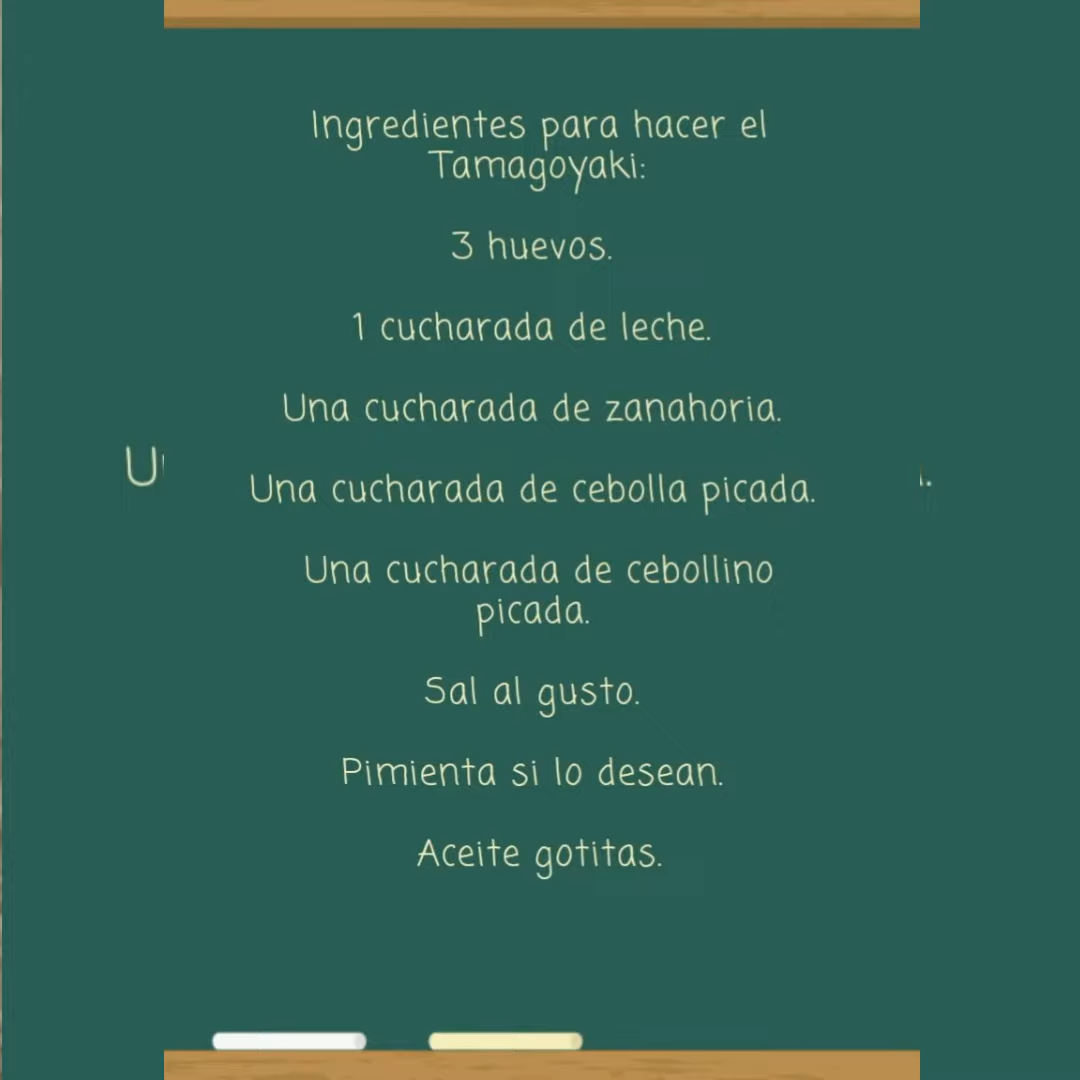 Ingredientes para hacer el
Tamagoyaki:
3 huevos.
1 cucharada de leche.
Una cucharada de zanahoria.
Una cucharada de cebolla picada.
Una cucharada de cebollino
picada.
Sal al gusto.
Pimienta si lo desean.
Aceite gotitas.